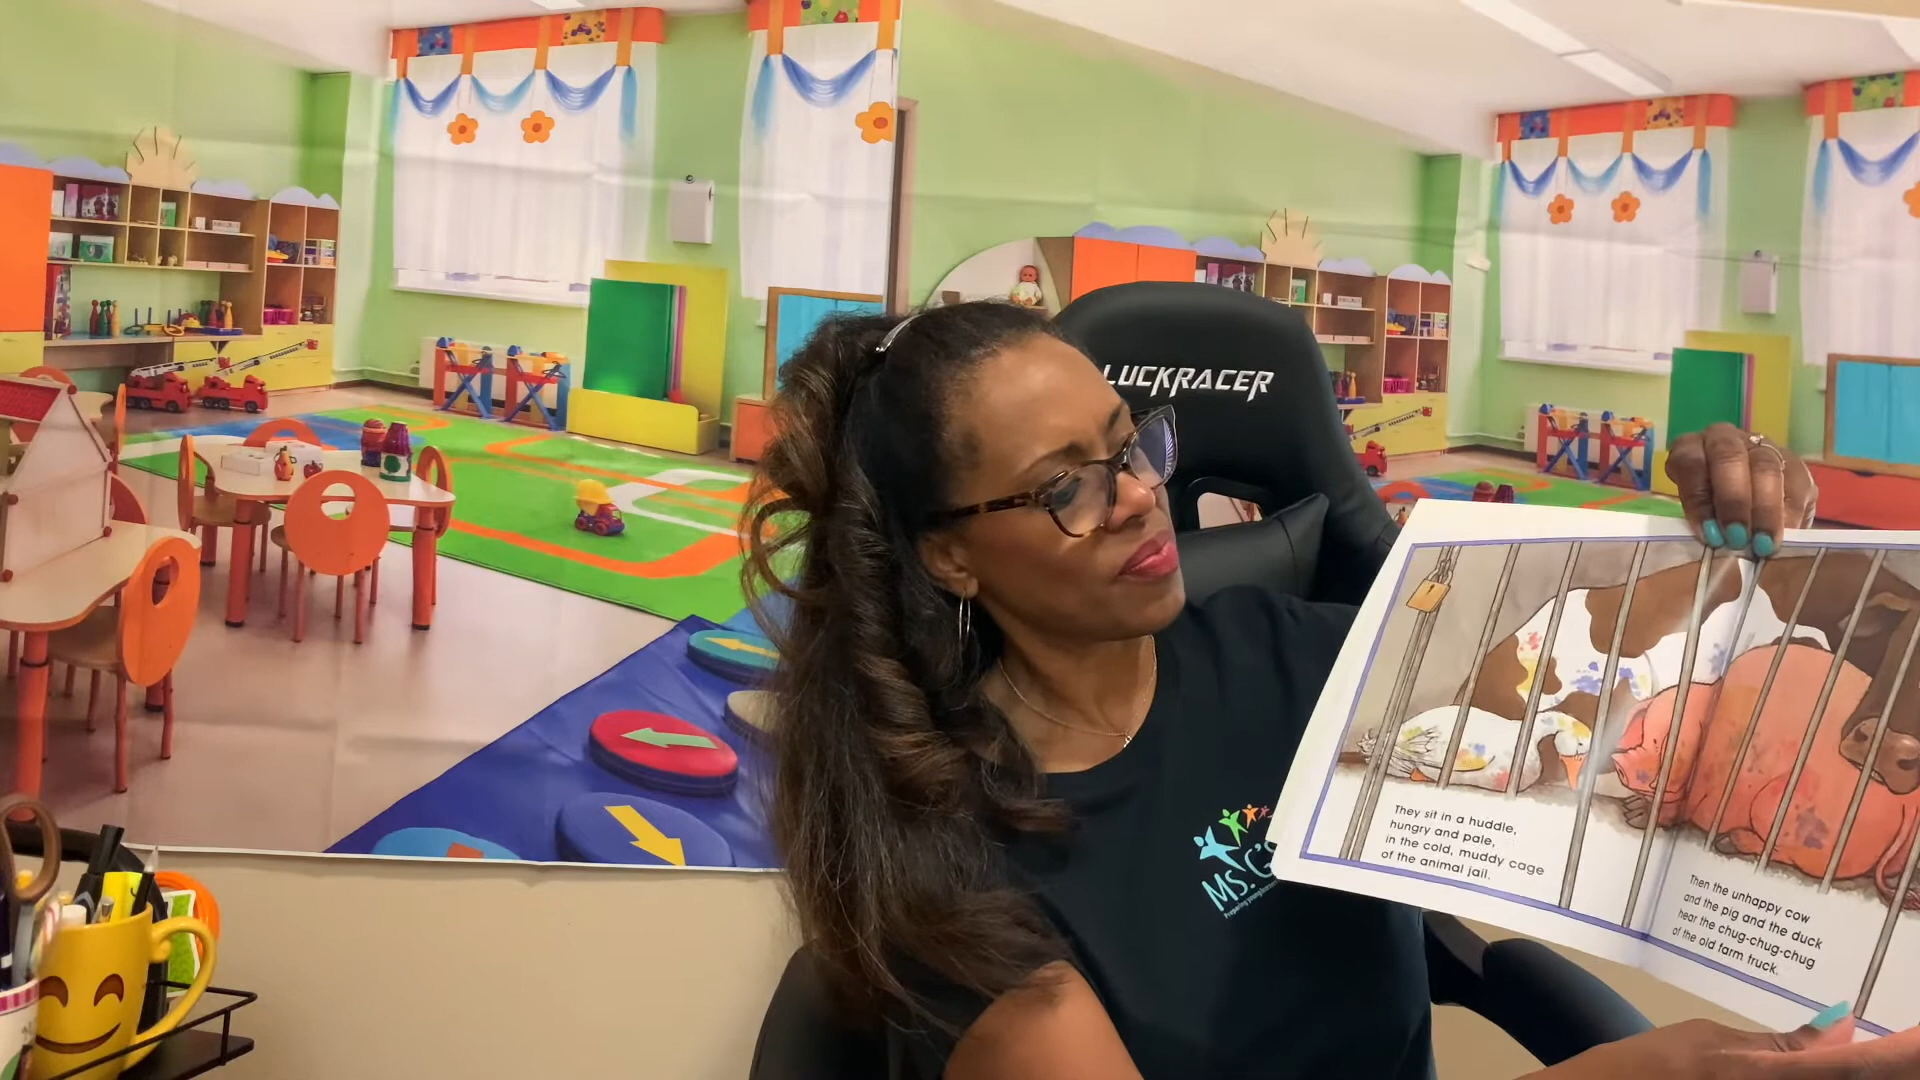 LUCKRACER
Ms. G's
They sit in a huddle,
hungry and pale,
in the cold, muddy cage
of the animal jail.
Then the unhappy cow
and the pig and the duck
hear the chug-chug-chug
of the old farm truck.